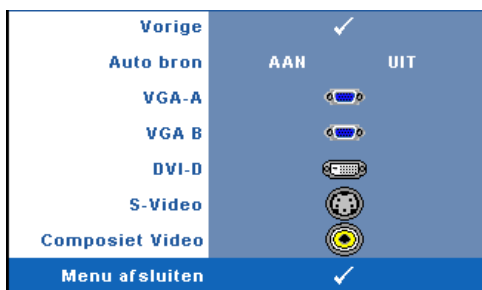 Vorige
Auto bron AAN UIT
VGA-A
VGA B
DVI-D
S-Video
Composiet Video
Menu afsluiten